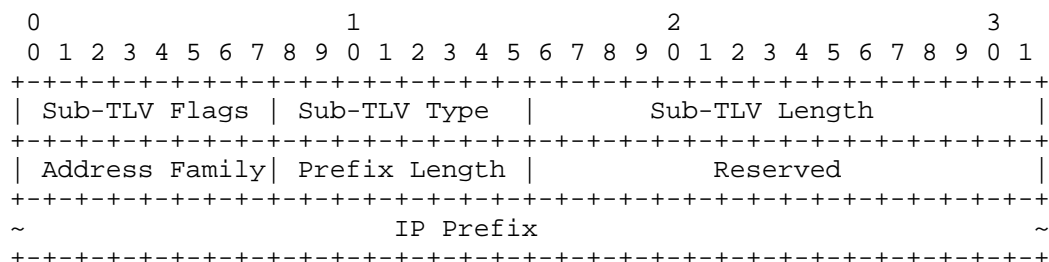 0                   1                   2                   3
 0 1 2 3 4 5 6 7 8 9 0 1 2 3 4 5 6 7 8 9 0 1 2 3 4 5 6 7 8 9 0 1
+-+-+-+-+-+-+-+-+-+-+-+-+-+-+-+-+-+-+-+-+-+-+-+-+-+-+-+-+-+-+-+-+
| Sub-TLV Flags | Sub-TLV Type  |       Sub-TLV Length          |
+-+-+-+-+-+-+-+-+-+-+-+-+-+-+-+-+-+-+-+-+-+-+-+-+-+-+-+-+-+-+-+-+
| Address Family| Prefix Length |           Reserved            |
+-+-+-+-+-+-+-+-+-+-+-+-+-+-+-+-+-+-+-+-+-+-+-+-+-+-+-+-+-+-+-+-+
~                       IP Prefix                               ~
+-+-+-+-+-+-+-+-+-+-+-+-+-+-+-+-+-+-+-+-+-+-+-+-+-+-+-+-+-+-+-+-+